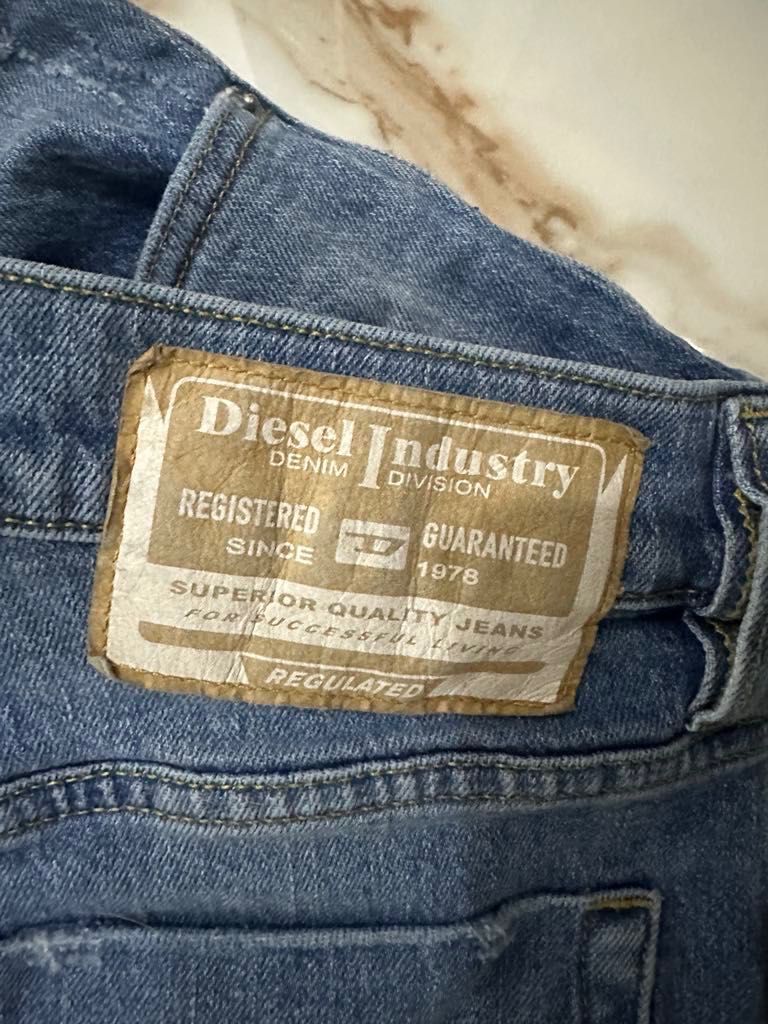 Diesel Industry
DENIM DIVISION
REGISTERED D GUARANTEED
SINCE 1978
SUPERIOR QUALITY JEANS
FOR SUCCESSFUL LIVING
REGULATED